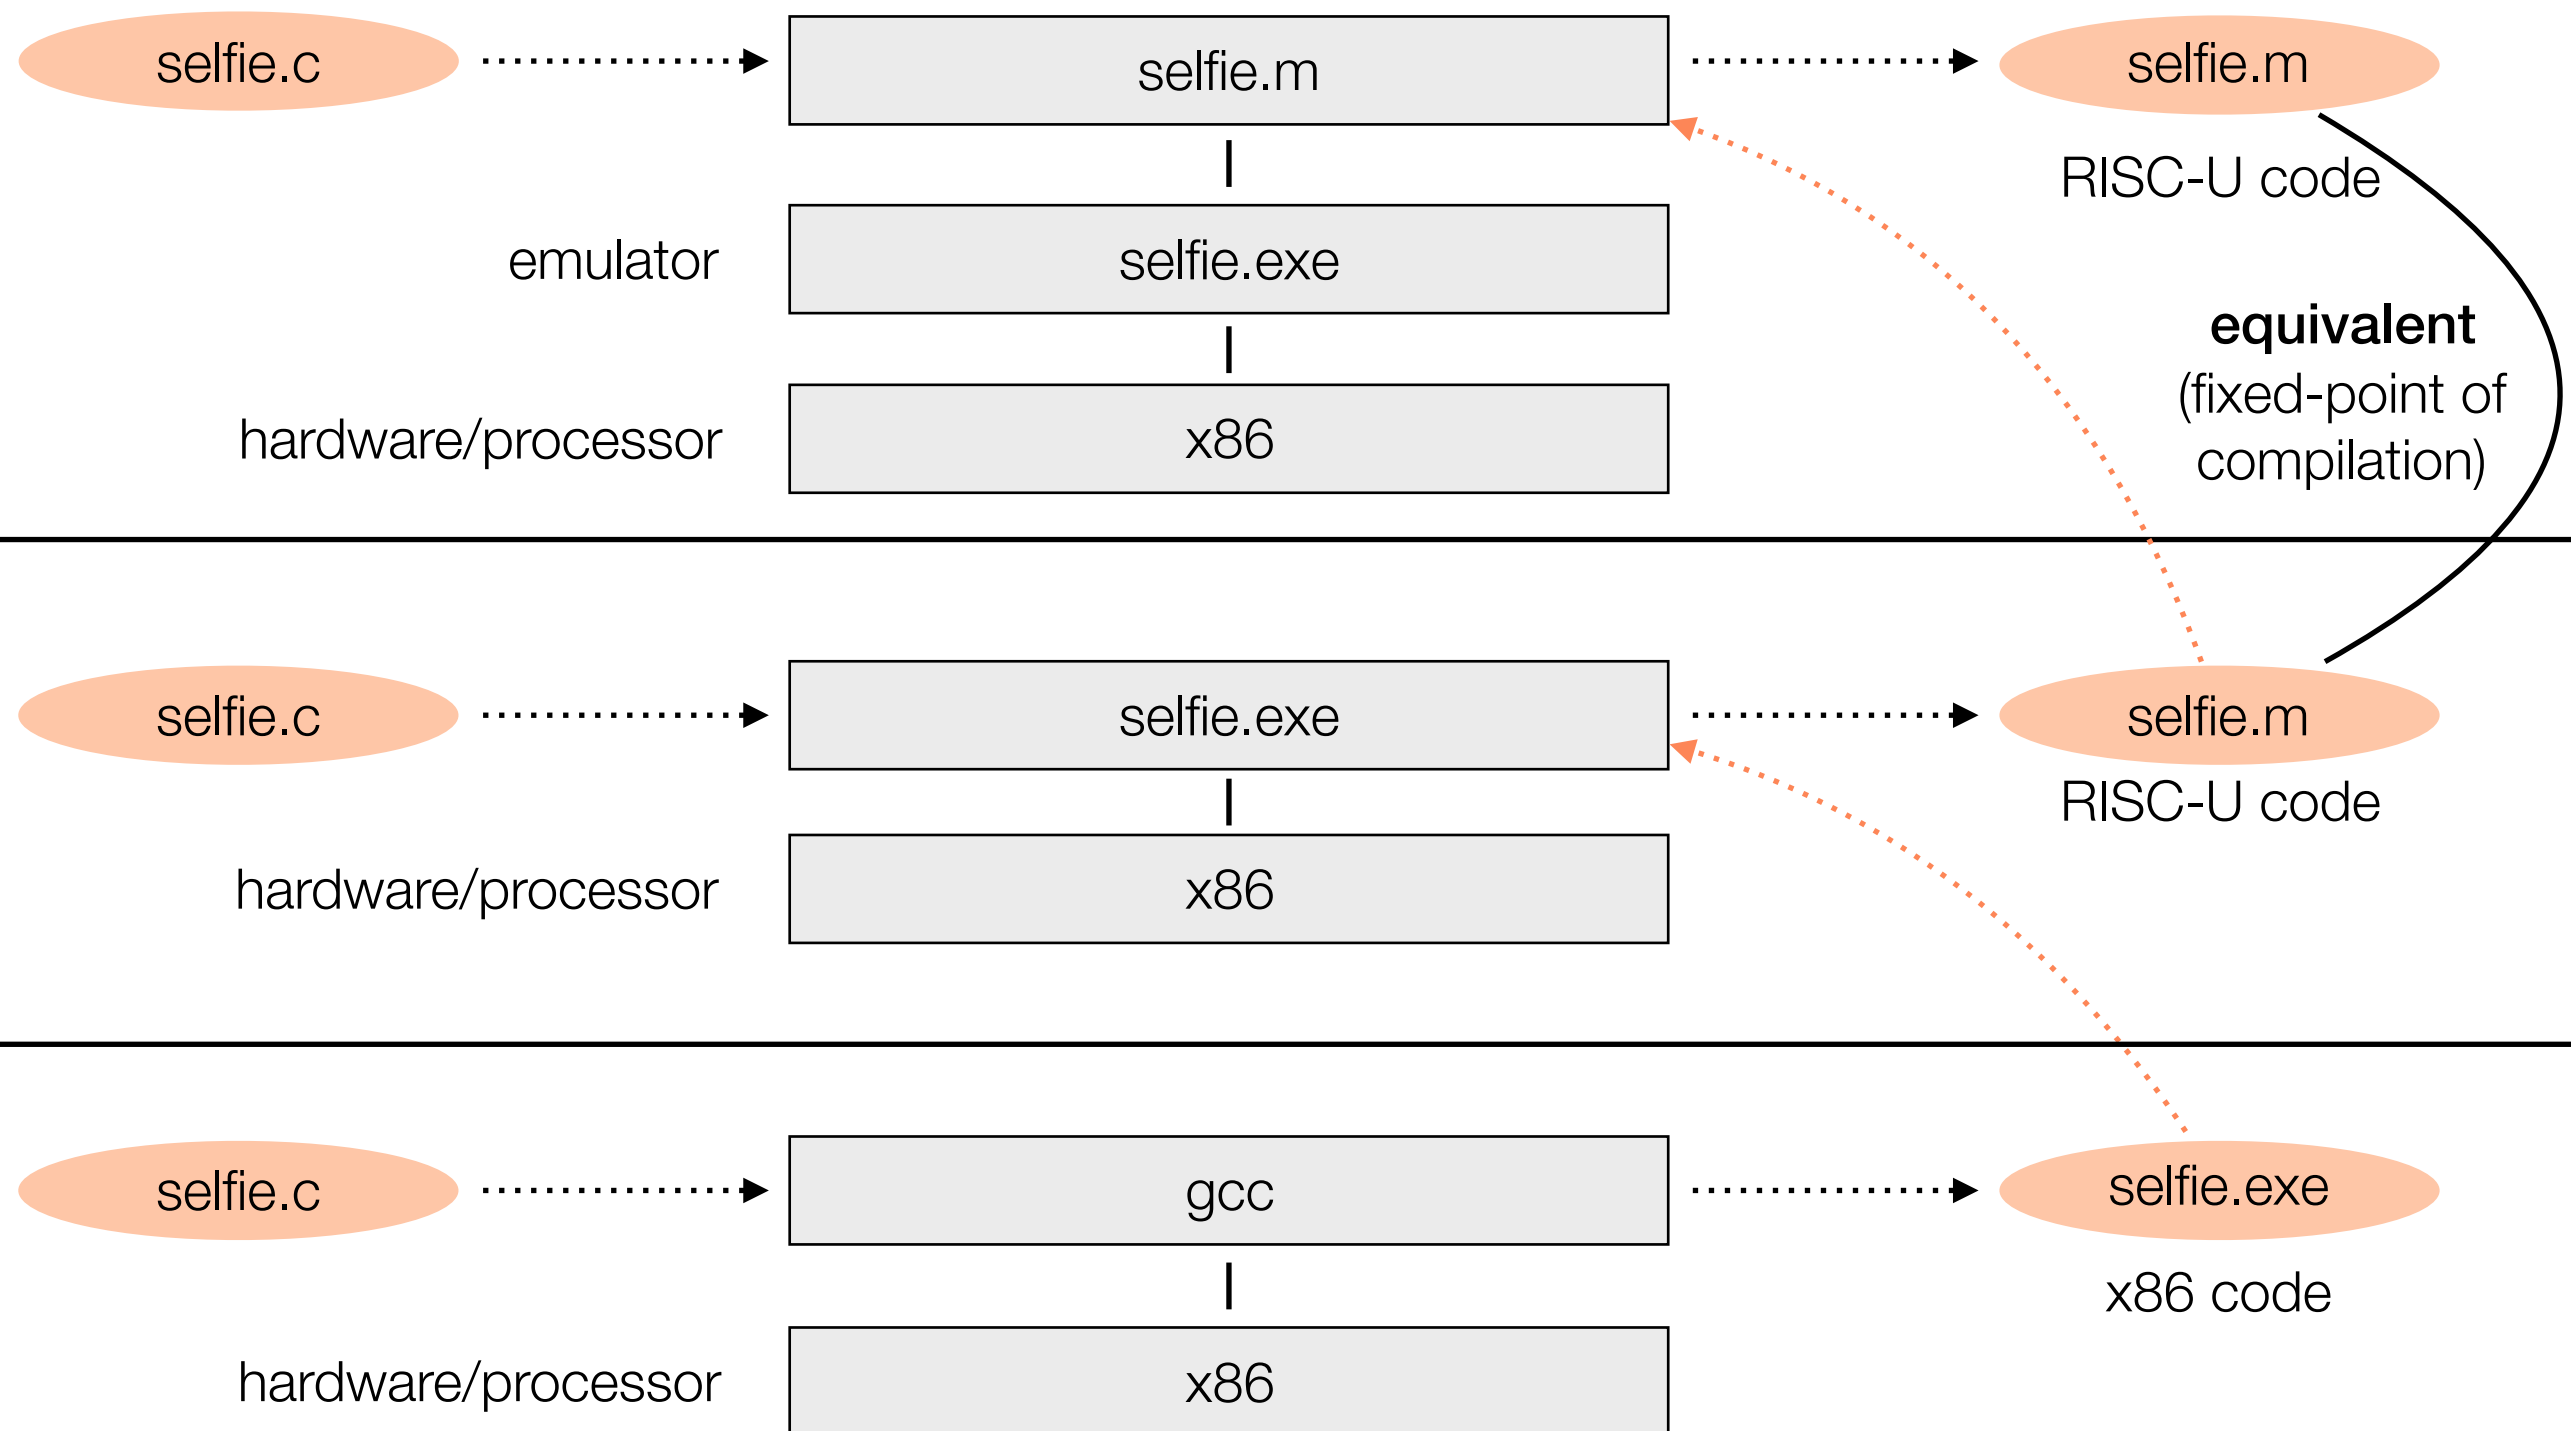 selfie.c
selfie.m
selfie.m
RISC-U code
emulator
selfie.exe
equivalent
(fixed-point of
compilation)
hardware/processor
x86
selfie.c
selfie.exe
selfie.m
RISC-U code
hardware/processor
x86
selfie.c
gcc
selfie.exe
x86 code
hardware/processor
x86